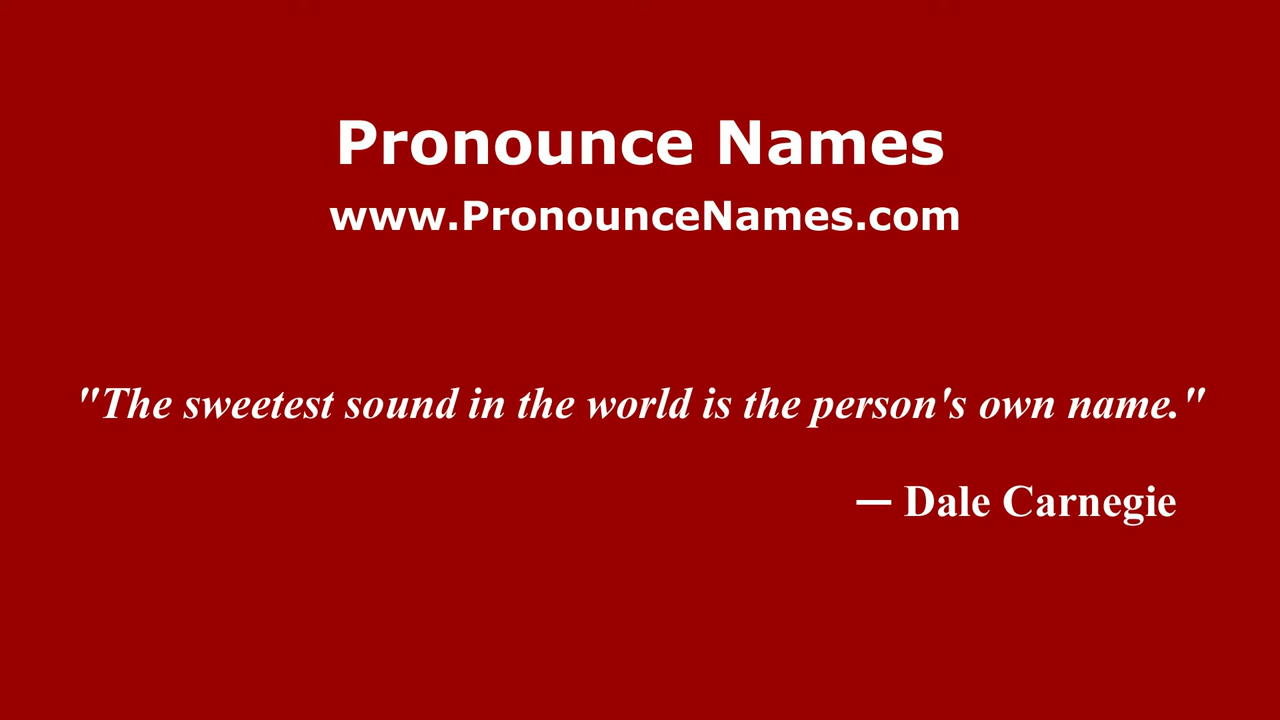 Pronounce Names
www.PronounceNames.com
"The sweetest sound in the world is the person's own name."
— Dale Carnegie